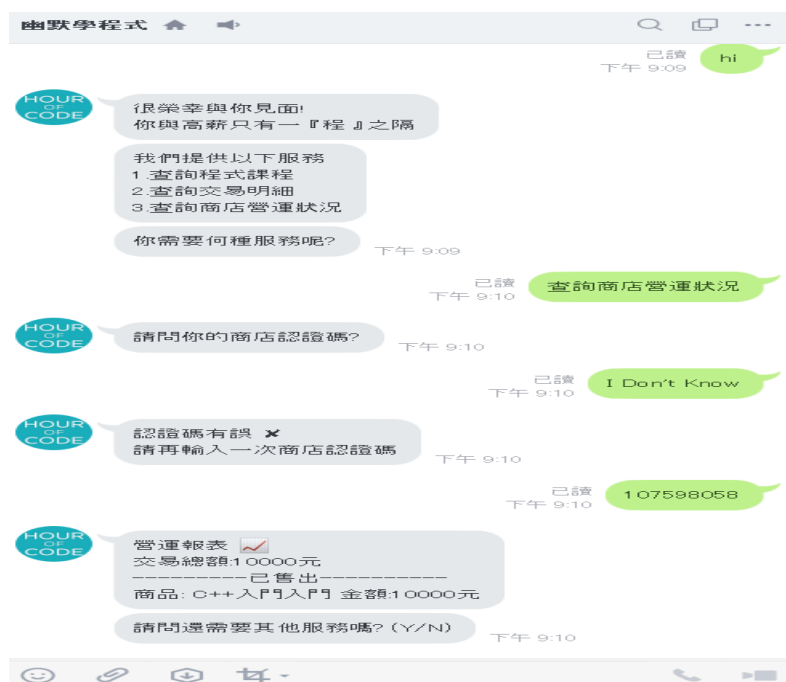 幽默學程式
已讀
下午 9:09
hi
HOUR
OF
CODE
很榮幸與你見面!
你與高薪只有一『程』之隔
我們提供以下服務
1.查詢程式課程
2.查詢交易明細
3.查詢商店營運狀況
你需要何種服務呢?
下午 9:09
已讀
下午 9:10
查詢商店營運狀況
HOUR
OF
CODE
請問你的商店認證碼?
下午 9:10
已讀
下午 9:10
I Don't Know
HOUR
OF
CODE
認證碼有誤 ✖
請再輸入一次商店認證碼
下午 9:10
已讀
下午 9:10
107598058
HOUR
OF
CODE
營運報表
交易總額:10000元
---------已售出----------
商品: C++入門入門 金額:10000元
請問還需要其他服務嗎? (Y/N)
下午 9:10